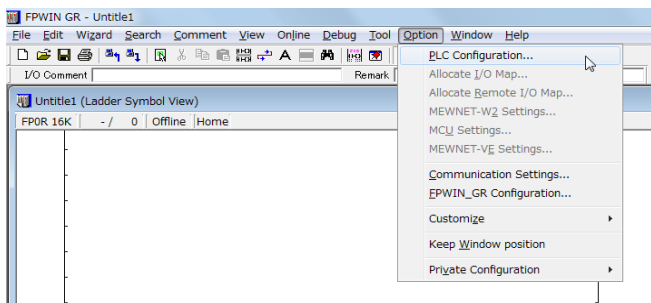 FPWIN GR - Untitle1
File Edit Wizard Search Comment View OnLine Debug Tool Option Window Help
I/O Comment Remark
PLC Configuration...
Allocate I/O Map...
Allocate Remote I/O Map...
MEWNET-W2 Settings...
MCU Settings...
MEWNET-VE Settings...
Communication Settings...
FPWIN_GR Configuration...
Customize
Keep Window position
Private Configuration
Untitle1 (Ladder Symbol View)
FP0R 16K - / 0 Offline Home